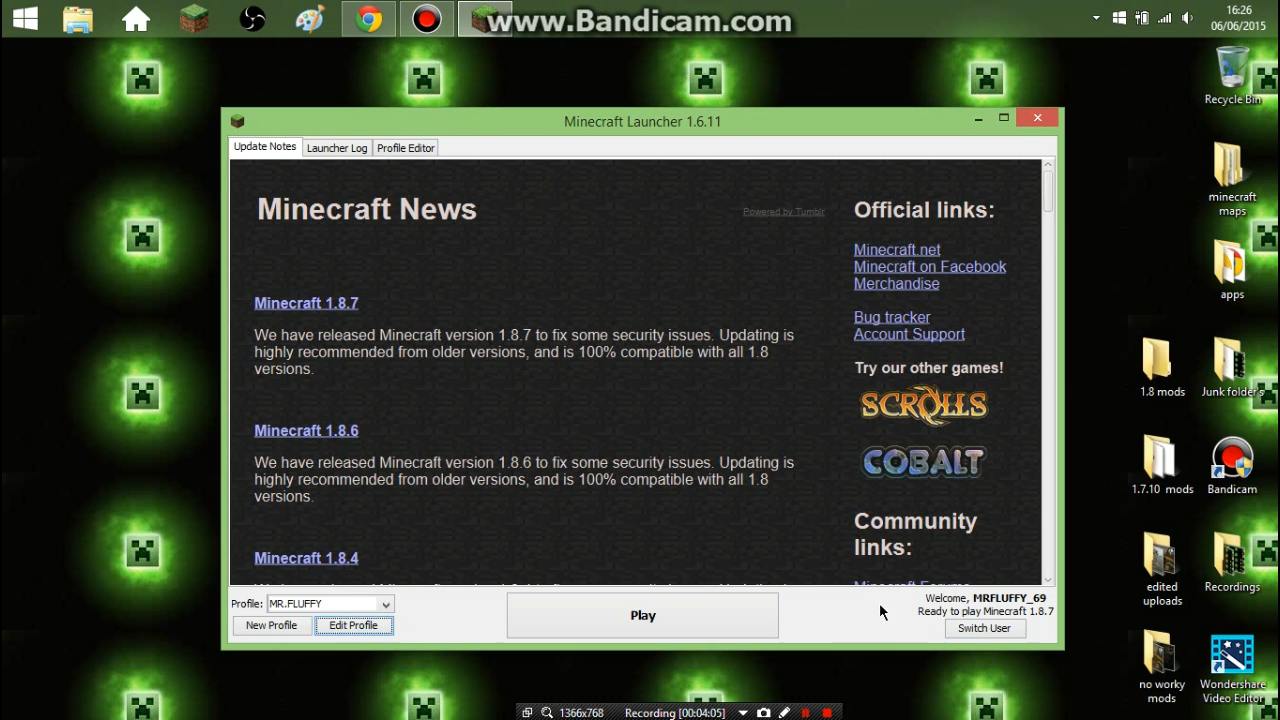 www.Bandicam.com
16:26
06/06/2015
Recycle Bin
minecraft
maps
apps
1.8 mods
Junk folder's
1.7.10 mods
Bandicam
edited
uploads
Recordings
no worky
mods
Wondershare
Video Editor
Minecraft Launcher 1.6.11
Update Notes
Launcher Log
Profile Editor
Minecraft News
Powered by Tumblr
Minecraft 1.8.7
We have released Minecraft version 1.8.7 to fix some security issues. Updating is
highly recommended from older versions, and is 100% compatible with all 1.8
versions.
Minecraft 1.8.6
We have released Minecraft version 1.8.6 to fix some security issues. Updating is
highly recommended from older versions, and is 100% compatible with all 1.8
versions.
Minecraft 1.8.4
Official links:
Minecraft.net
Minecraft on Facebook
Merchandise
Bug tracker
Account Support
Try our other games!
SCROLLS
COBALT
Community
links:
Minecraft Forums
Profile:
MR.FLUFFY
New Profile
Edit Profile
Play
Welcome, MRFLUFFY_69
Ready to play Minecraft 1.8.7
Switch User
1366x768
Recording [00:04:05]